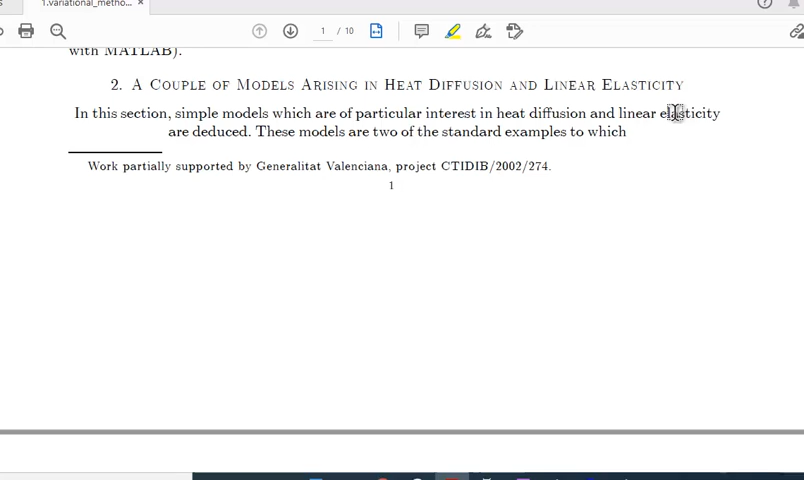 1.variational_metho...
1 / 10
with MATLAB).
2. A Couple of Models Arising in Heat Diffusion and Linear Elasticity
In this section, simple models which are of particular interest in heat diffusion and linear elasticity
are deduced. These models are two of the standard examples to which
Work partially supported by Generalitat Valenciana, project CTIDIB/2002/274.
1